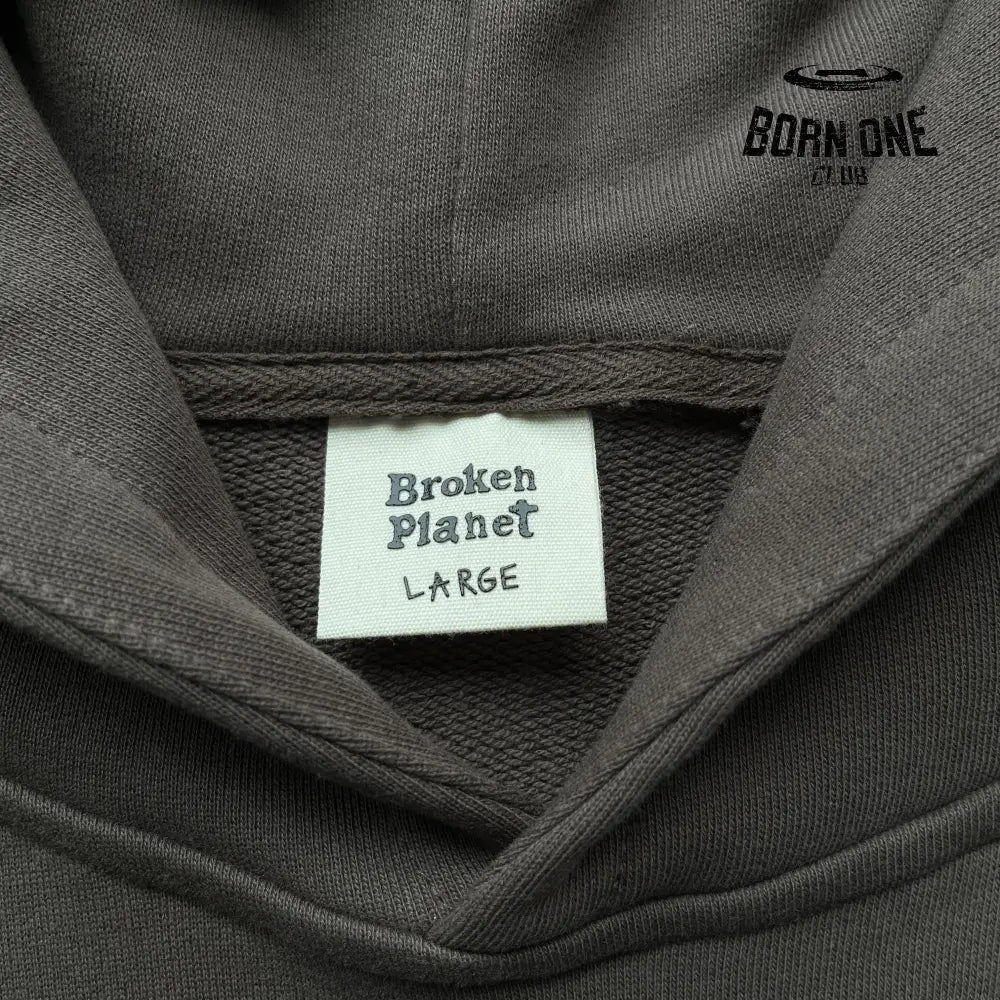 BORN ONE
CLUB
Broken
Planet
LARGE